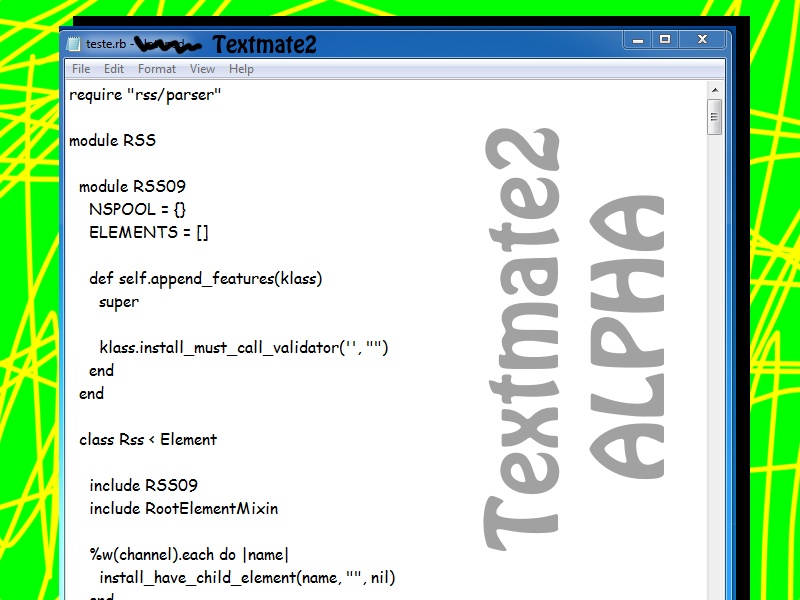 teste.rb - Textmate2
File Edit Format View Help
require "rss/parser"
module RSS
module RSS09
NSPOOL = {}
ELEMENTS = []
def self.append_features(klass)
super
klass.install_must_call_validator('', "")
end
end
class Rss < Element
include RSS09
include RootElementMixin
%w(channel).each do |name|
install_have_child_element(name, "", nil)
end
Textmate2
ALPHA